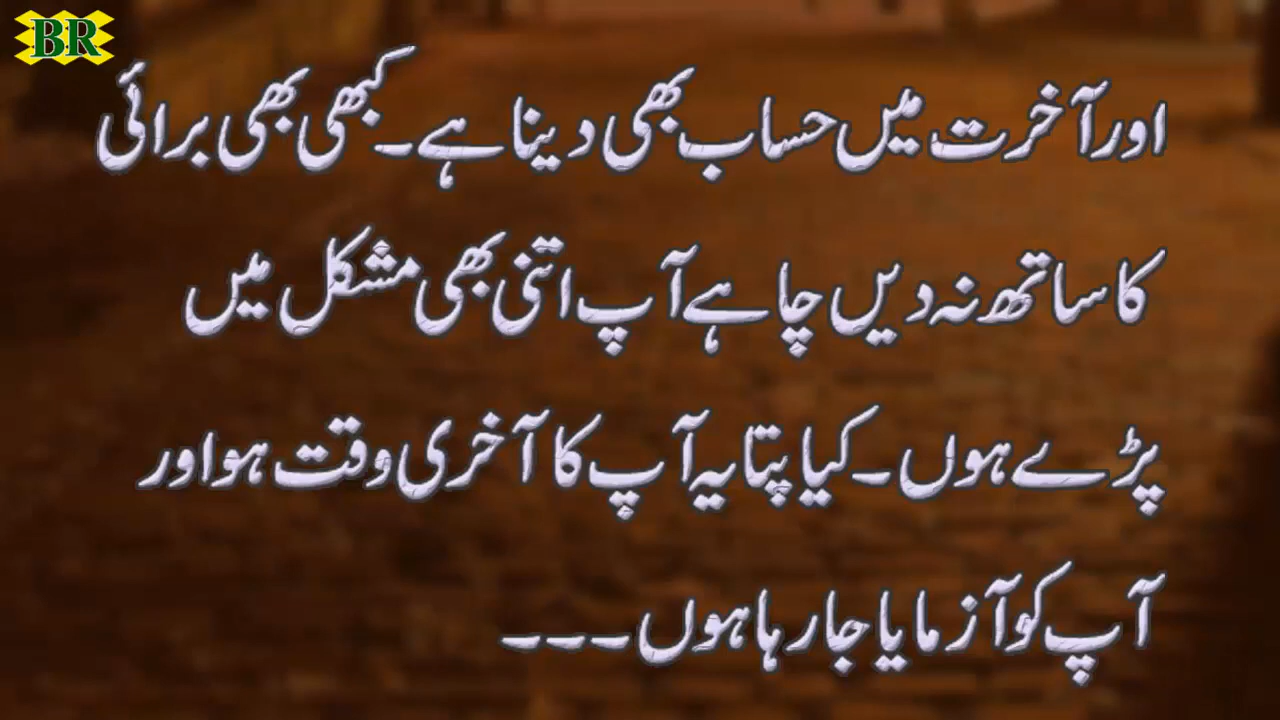 BR
اور آخرت میں حساب بھی دینا ہے۔ کبھی بھی برائی
کا ساتھ نہ دیں چاہے آپ اتنی بھی مشکل میں
پڑے ہوں۔ کیا پتا یہ آپ کا آخری وقت ہو اور
آپ کو آزمایا جا رہا ہوں۔۔۔۔